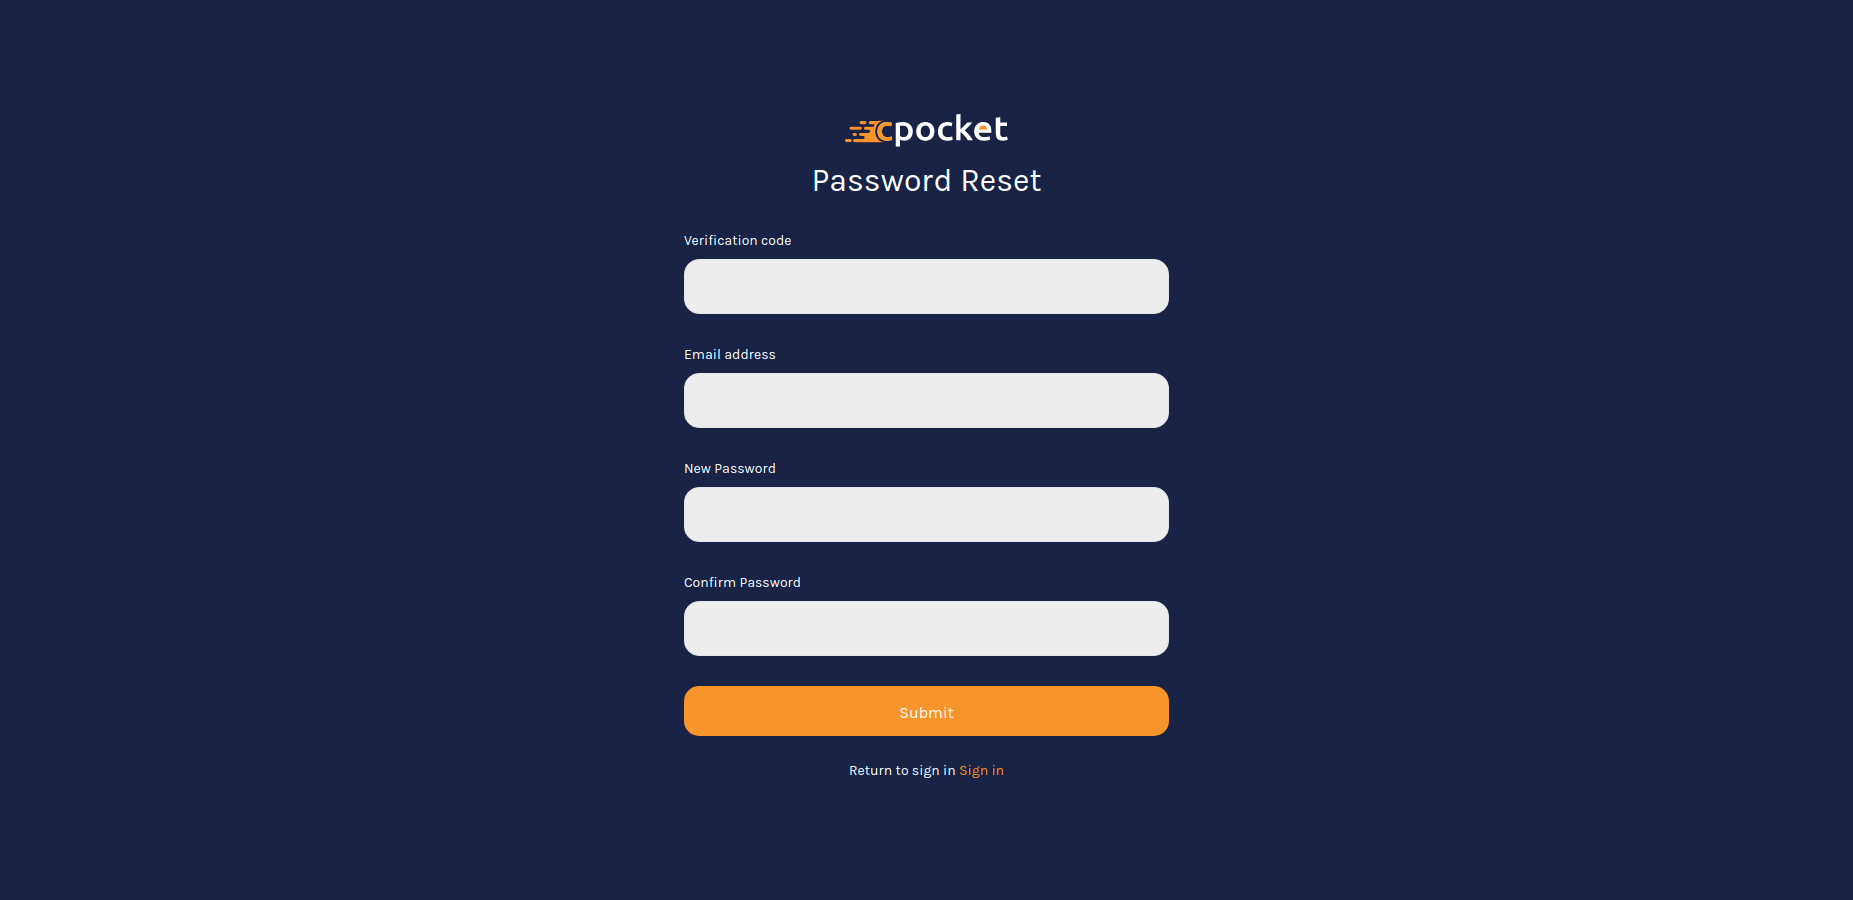 cpocket
Password Reset
Verification code
Email address
New Password
Confirm Password
Submit
Return to sign in Sign in